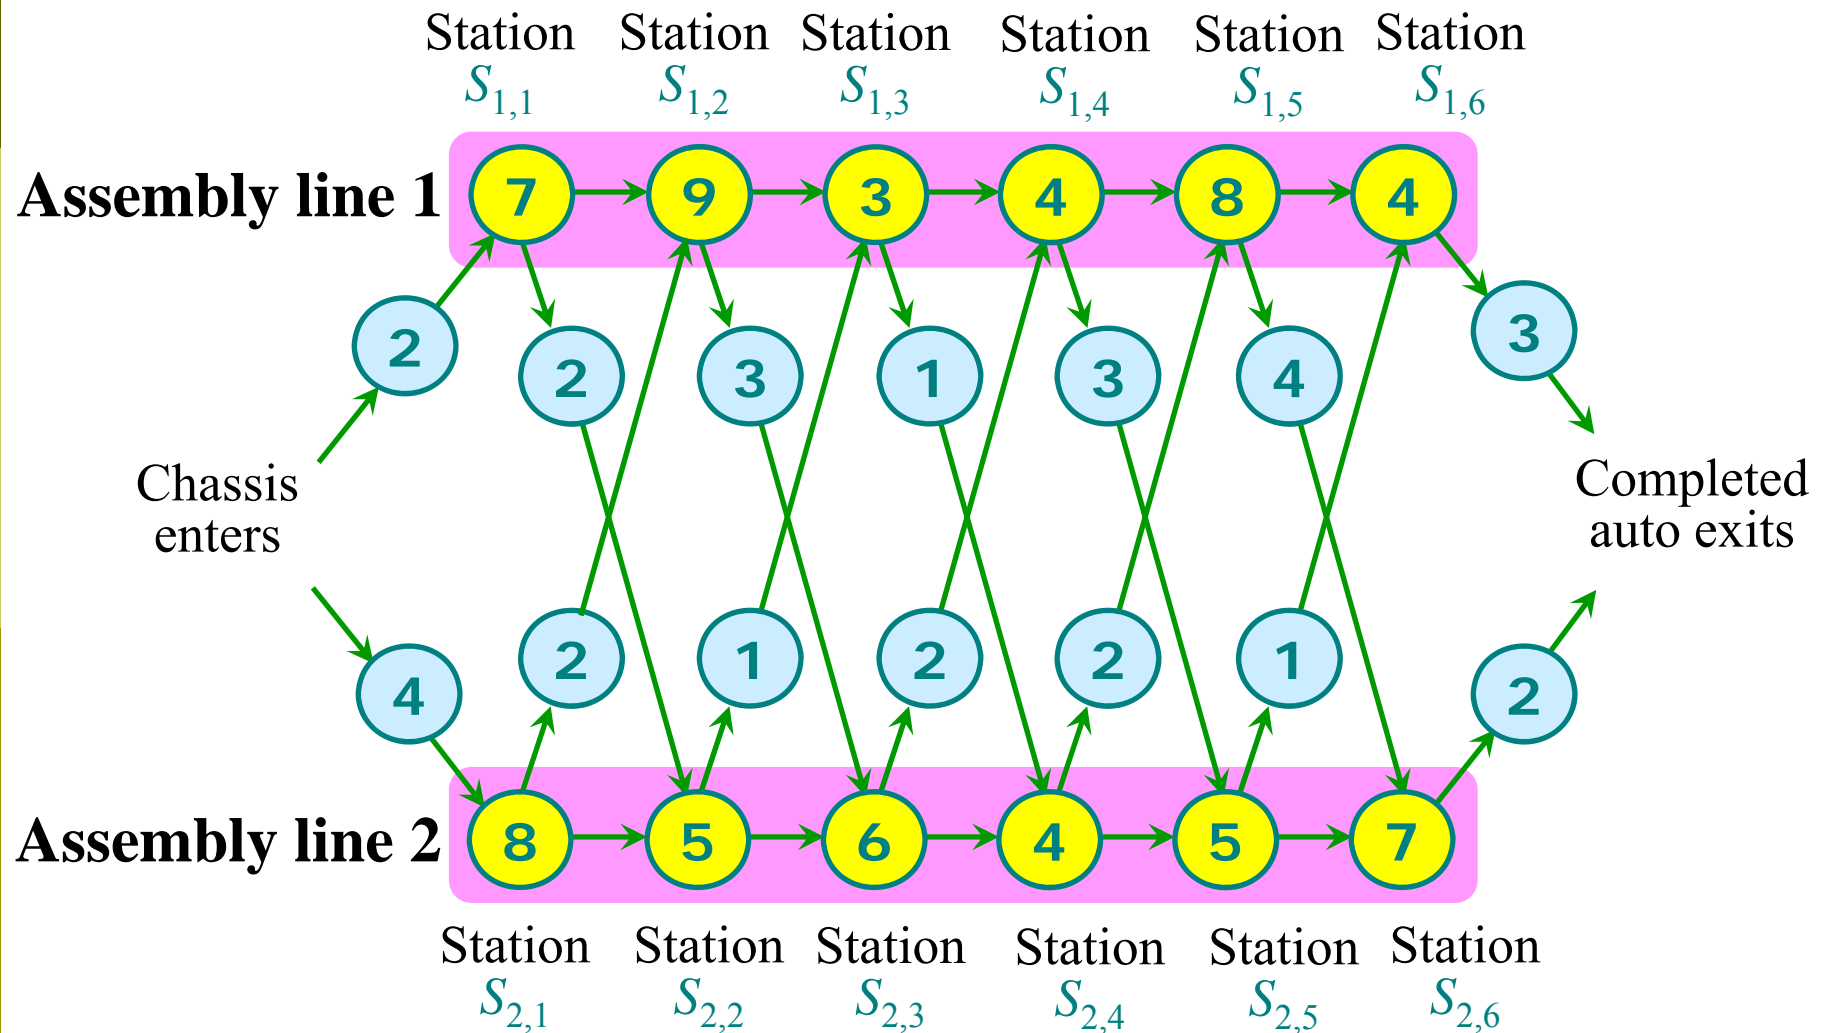 Station Station Station Station Station Station
S1,1 S1,2 S1,3 S1,4 S1,5 S1,6
Assembly line 1 7 9 3 4 8 4
2 2 3 1 3 4 3
Chassis
enters
Completed
auto exits
4 2 1 2 2 1 2
Assembly line 2 8 5 6 4 5 7
Station Station Station Station Station Station
S2,1 S2,2 S2,3 S2,4 S2,5 S2,6